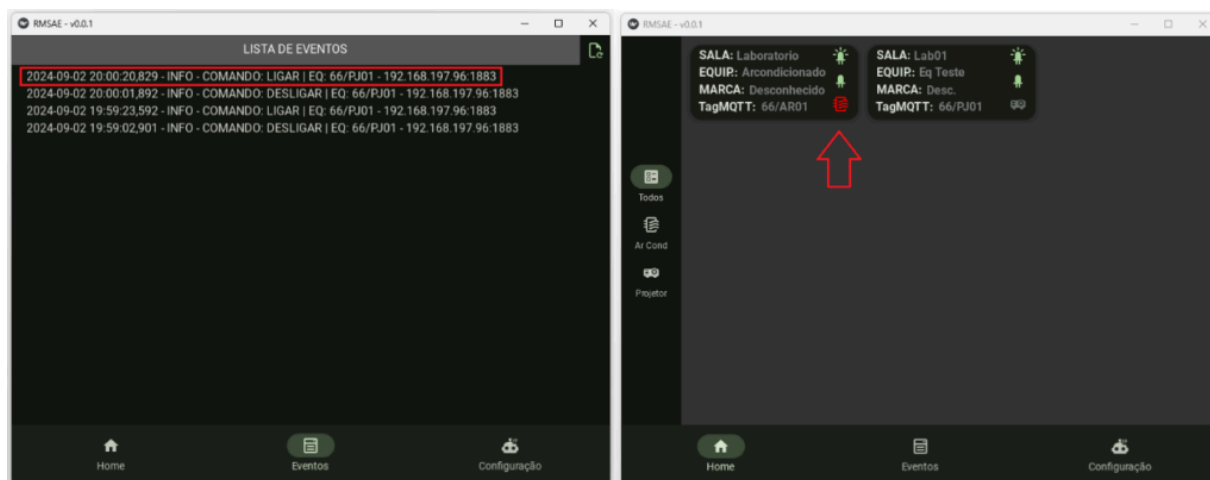 RMSAE - v0.0.1
LISTA DE EVENTOS
2024-09-02 20:00:20,829 - INFO - COMANDO: LIGAR | EQ: 66/PJ01 - 192.168.197.96:1883
2024-09-02 20:00:01,892 - INFO - COMANDO: DESLIGAR | EQ: 66/PJ01 - 192.168.197.96:1883
2024-09-02 19:59:23,592 - INFO - COMANDO: LIGAR | EQ: 66/PJ01 - 192.168.197.96:1883
2024-09-02 19:59:02,901 - INFO - COMANDO: DESLIGAR | EQ: 66/PJ01 - 192.168.197.96:1883
Home
Eventos
Configuração
RMSAE - v0.0.1
Todos
Ar Cond
Projetor
SALA: Laboratorio
EQUIP.: Arcondicionado
MARCA: Desconhecido
TagMQTT: 66/AR01
SALA: Lab01
EQUIP.: Eq Teste
MARCA: Desc.
TagMQTT: 66/PJ01
Home
Eventos
Configuração